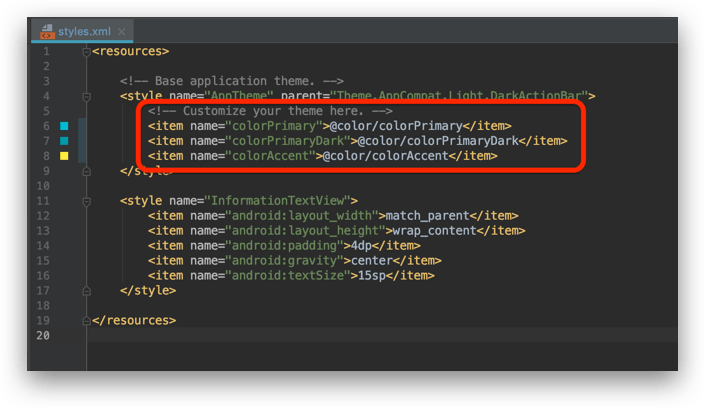 styles.xml
1 <resources>
2
3 <!-- Base application theme. -->
4 <style name="AppTheme" parent="Theme.AppCompat.Light.DarkActionBar">
5 <!-- Customize your theme here. -->
6 <item name="colorPrimary">@color/colorPrimary</item>
7 <item name="colorPrimaryDark">@color/colorPrimaryDark</item>
8 <item name="colorAccent">@color/colorAccent</item>
9 </style>
10
11 <style name="InformationTextView">
12 <item name="android:layout_width">match_parent</item>
13 <item name="android:layout_height">wrap_content</item>
14 <item name="android:padding">4dp</item>
15 <item name="android:gravity">center</item>
16 <item name="android:textSize">15sp</item>
17 </style>
18
19 </resources>
20